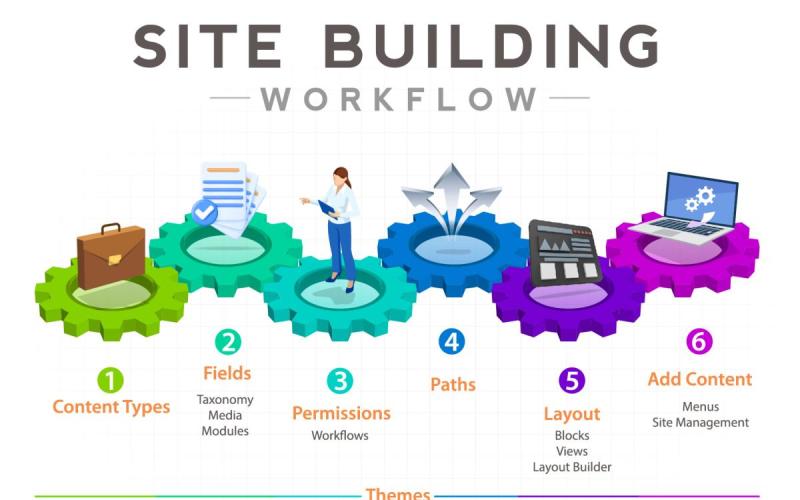 SITE BUILDING
WORKFLOW
1
Content Types
2
Fields
Taxonomy
Media
Modules
3
Permissions
Workflows
4
Paths
5
Layout
Blocks
Views
Layout Builder
6
Add Content
Menus
Site Management
Themes